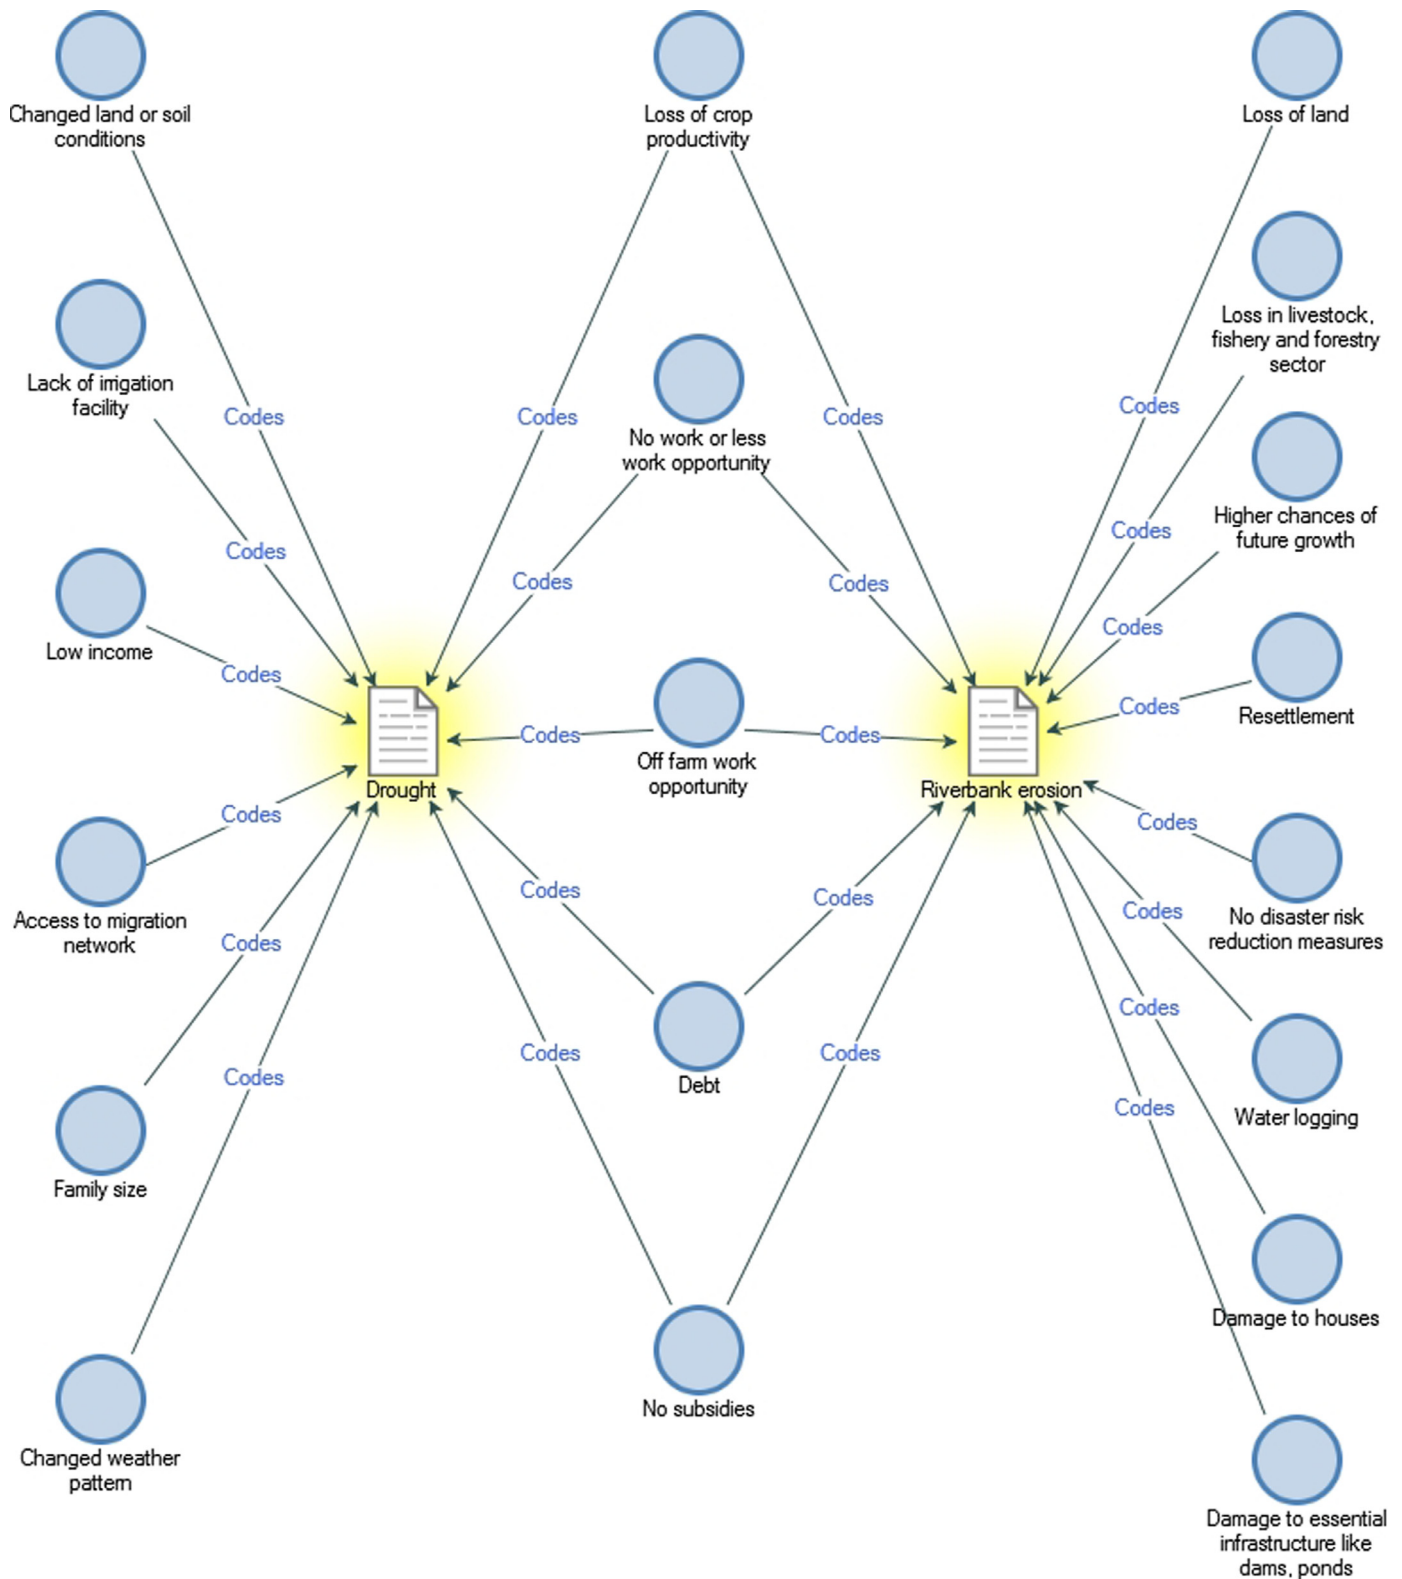 Changed land or soil
conditions
Loss of crop
productivity
Loss of land
Loss in livestock,
fishery and forestry
sector
Lack of irrigation
facility
No work or less
work opportunity
Codes
Codes
Codes
Codes
Higher chances of
future growth
Codes
Codes
Codes
Codes
Codes
Low income
Codes
Codes
Resettlement
Codes
Codes
Off farm work
opportunity
Drought
Riverbank erosion
Codes
Codes
Access to migration
network
No disaster risk
reduction measures
Codes
Codes
Codes
Codes
Codes
Codes
Codes
Codes
Debt
Codes
Water logging
Family size
Damage to houses
No subsidies
Changed weather
pattern
Damage to essential
infrastructure like
dams, ponds